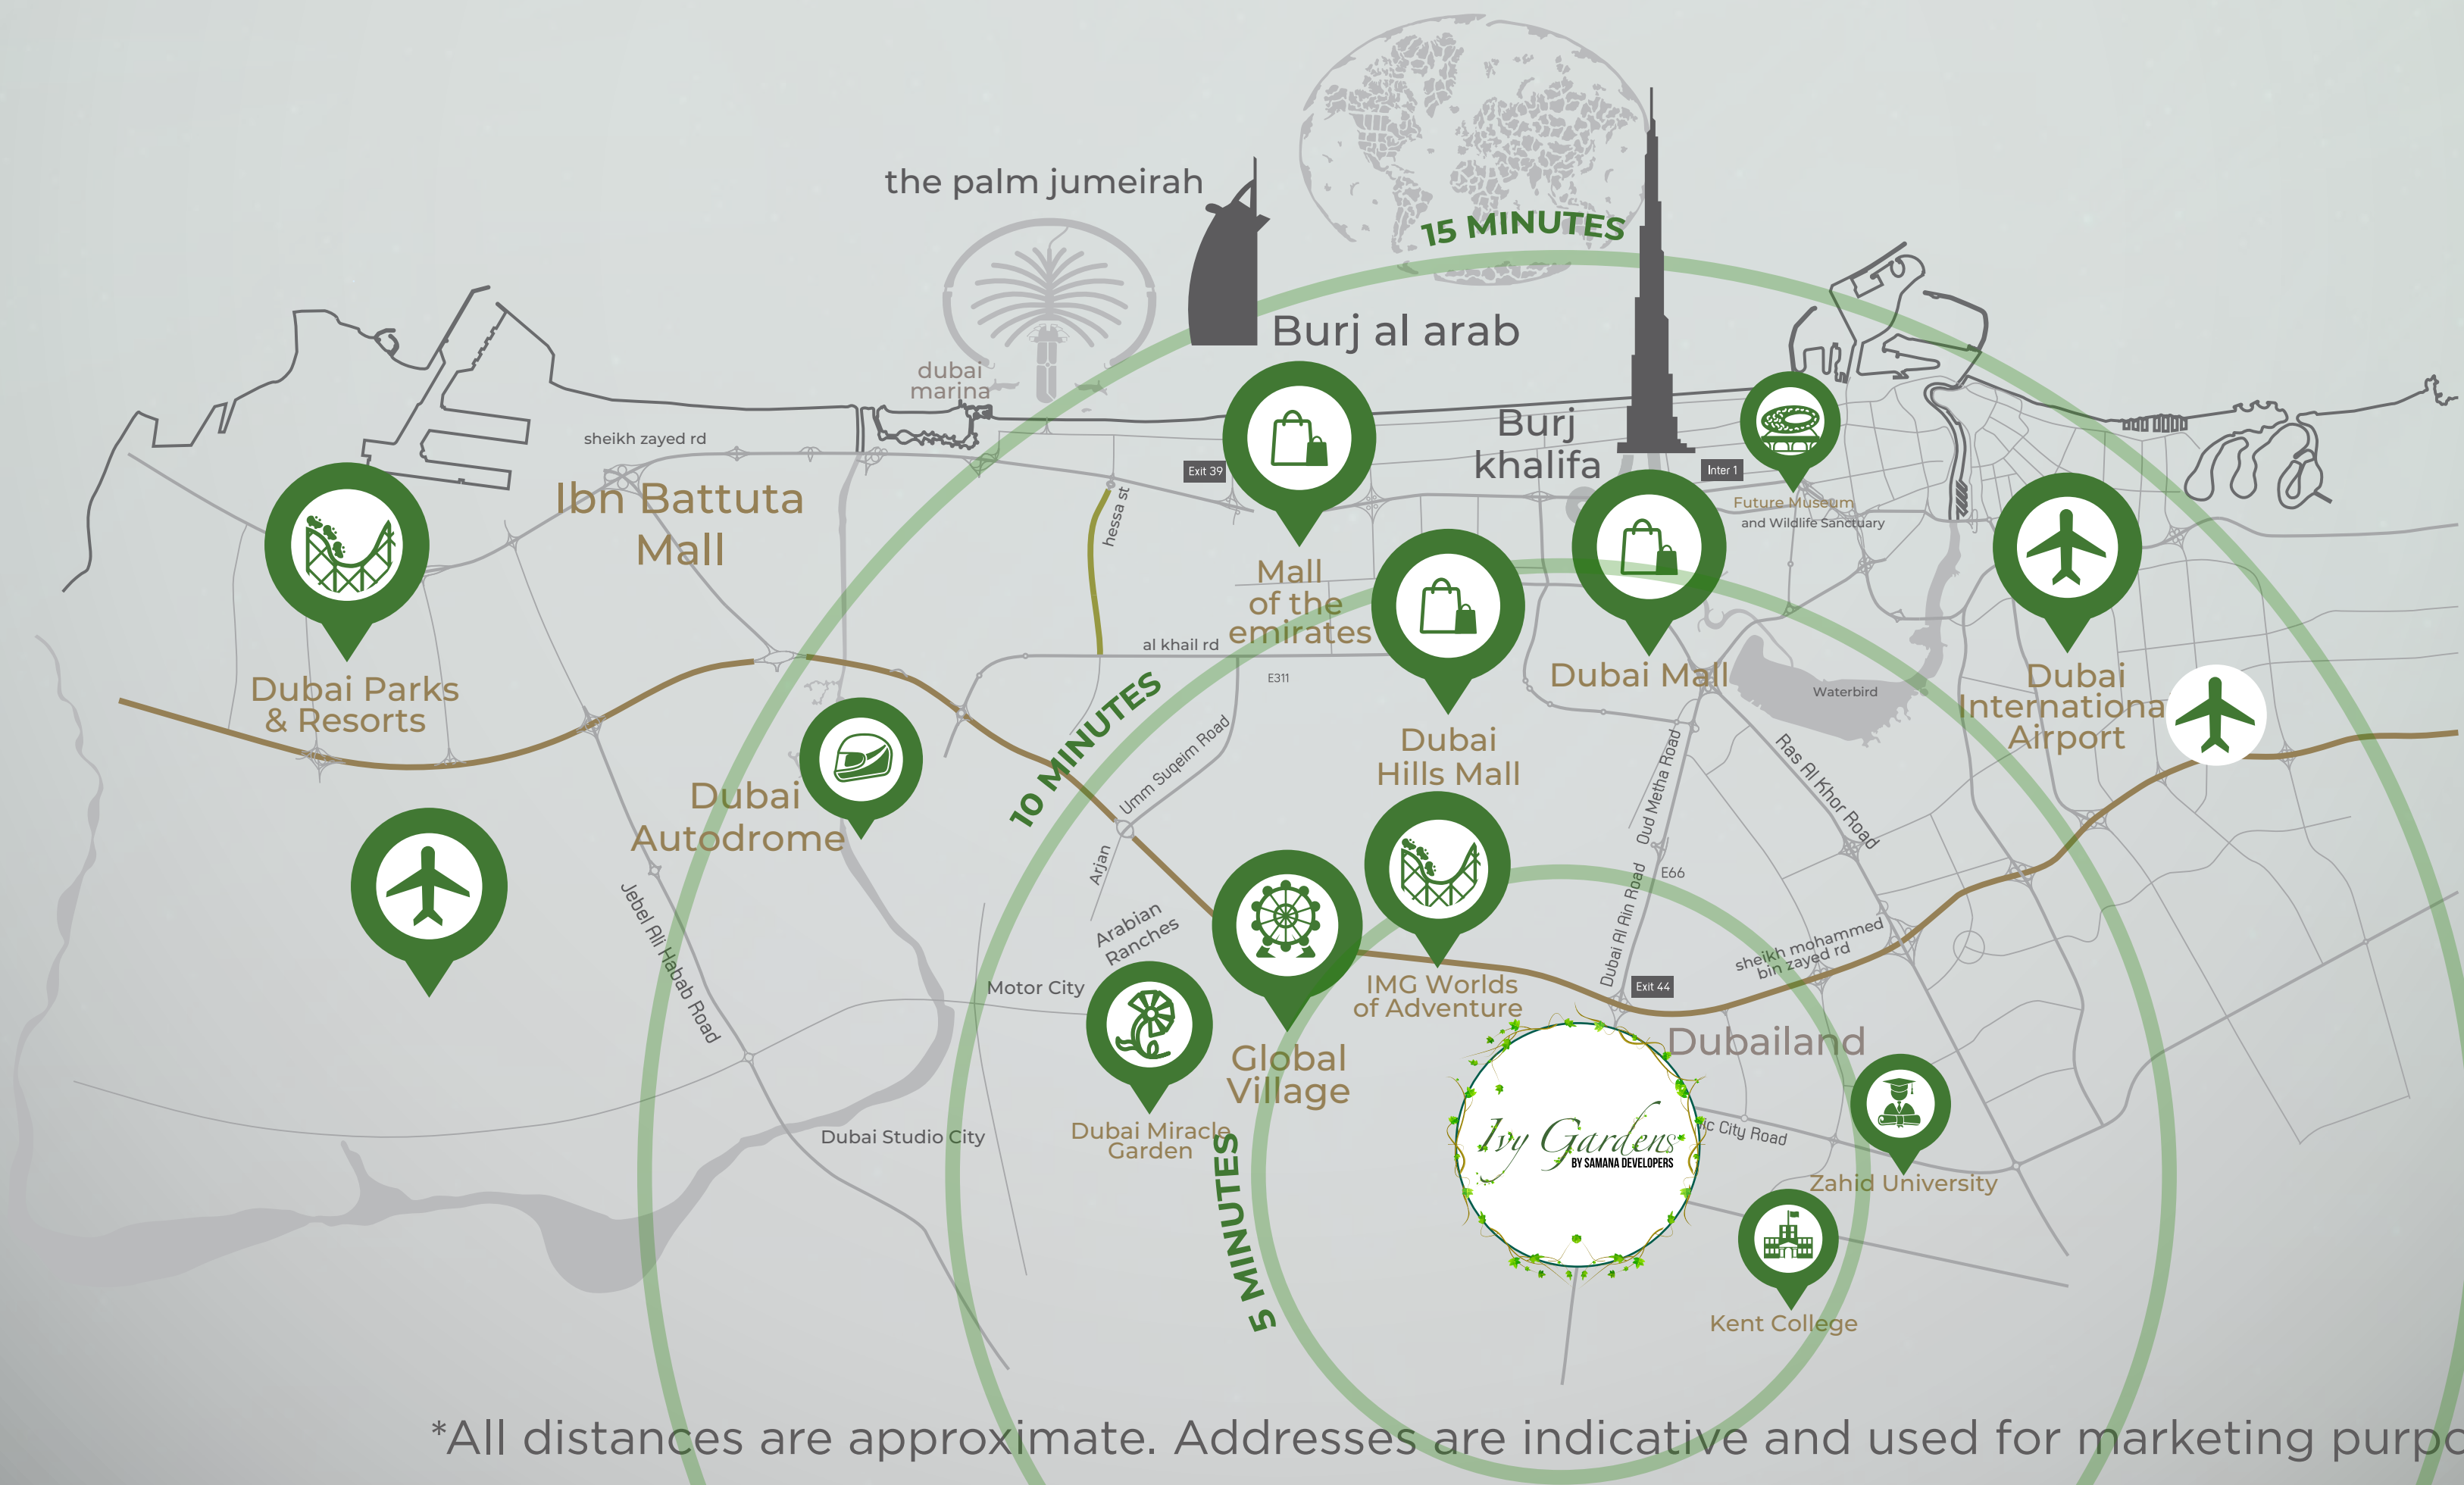 15 MINUTES
the palm jumeirah
Burj al arab
dubai
marina
Burj
khalifa
sheikh zayed rd
Exit 39
Inter 1
Ibn Battuta
Mall
hessa st
Future Museum
and Wildlife Sanctuary
Mall
of the
emirates
al khail rd
E311
Dubai Parks
& Resorts
Dubai Mall
Waterbird
Dubai
Internationa
Airport
10 MINUTES
Umm Suqeim Road
Dubai
Hills Mall
Oud Metha Road
Ras Al Khor Road
Dubai
Autodrome
Arjan
E66
Dubai Al Ain Road
Jebel Ali Habab Road
Arabian
Ranches
sheikh mohammed
bin zayed rd
Motor City
IMG Worlds
of Adventure
Exit 44
Dubailand
Global
Village
Dubai Miracle
Garden
Dubai Studio City
5 MINUTES
Ivy Gardens
BY SAMANA DEVELOPERS
ic City Road
Zahid University
Kent College
*All distances are approximate. Addresses are indicative and used for marketing purpo